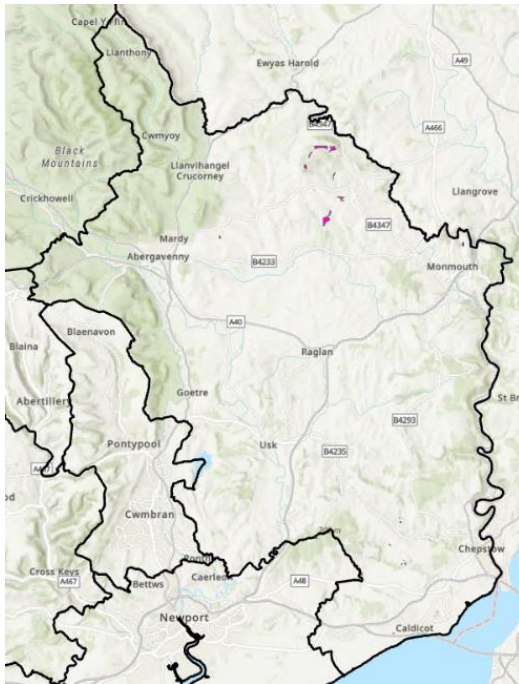 Capel Y ffin
Llanthony
Ewyas Harold
A49
B4347
A466
Cwmyoy
Black
Mountains
Llanvihangel
Crucorney
Crickhowell
Llangrove
Mardy
B4347
Abergavenny
B4233
Monmouth
Blaenavon
A40
Blaina
Raglan
Goetre
St Br
Abertillery
B4293
Pontypool
Usk
B4235
Cwmbran
Chepstow
Cross Keys
A467
Bettws
Caerleon
A48
Newport
Caldicot